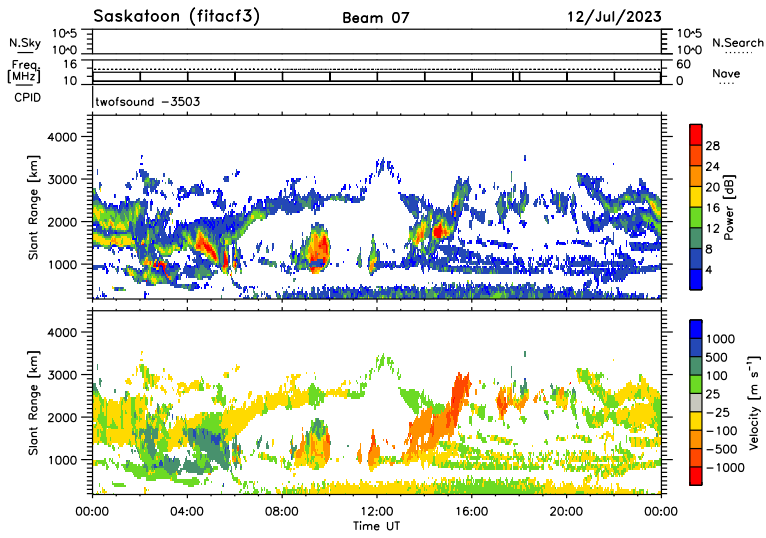 Saskatoon (fitacf3) Beam 07 12/Jul/2023
N.Sky 10^5 10^5 N.Search
10^0 10^0
Freq. 16 60
[MHz] 10 0 Nave
CPID twofsound -3503
Slant Range [km]
4000
3000
2000
1000
Power [dB]
28
24
20
16
12
8
4
Slant Range [km]
4000
3000
2000
1000
Velocity [m s⁻¹]
1000
500
100
25
-25
-100
-500
-1000
00:00 04:00 08:00 12:00 16:00 20:00 00:00
Time UT